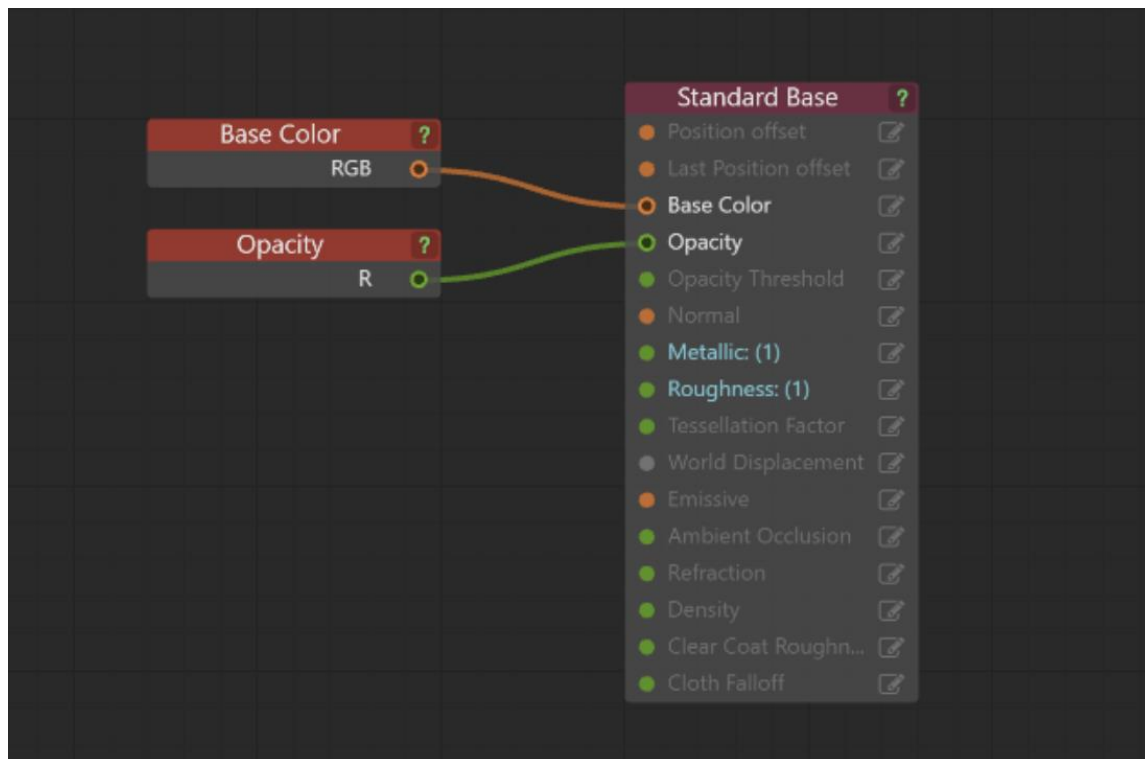 Base Color ?
RGB
Opacity ?
R
Standard Base ?
Position offset
Last Position offset
Base Color
Opacity
Opacity Threshold
Normal
Metallic: (1)
Roughness: (1)
Tessellation Factor
World Displacement
Emissive
Ambient Occlusion
Refraction
Density
Clear Coat Roughn...
Cloth Falloff